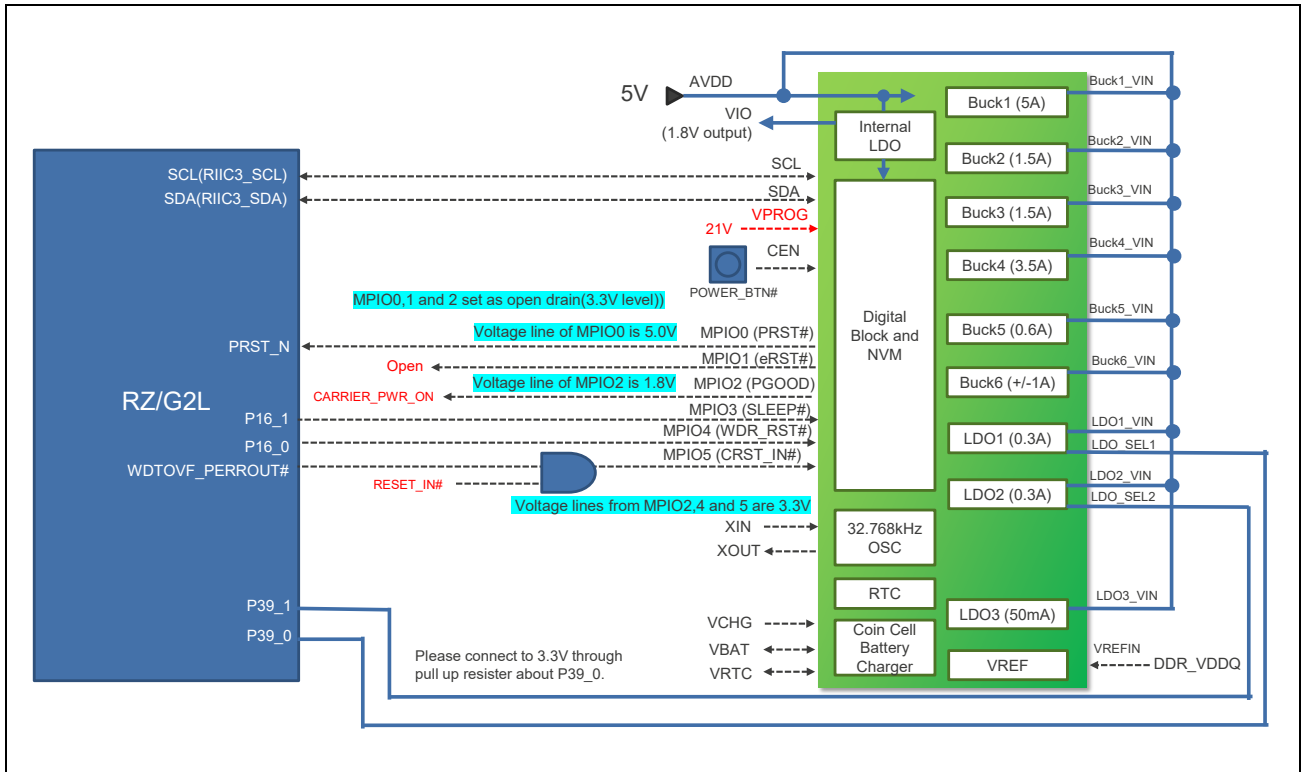 5V
AVDD
VIO
(1.8V output)
Internal
LDO
Buck1 (5A)
Buck1_VIN
Buck2 (1.5A)
Buck2_VIN
Buck3 (1.5A)
Buck3_VIN
Buck4 (3.5A)
Buck4_VIN
Buck5 (0.6A)
Buck5_VIN
Buck6 (+/-1A)
Buck6_VIN
LDO1 (0.3A)
LDO1_VIN
LDO_SEL1
LDO2 (0.3A)
LDO2_VIN
LDO_SEL2
LDO3 (50mA)
LDO3_VIN
VREF
VREFIN
DDR_VDDQ
SCL(RIIC3_SCL)
SCL
SDA(RIIC3_SDA)
SDA
VPROG
21V
CEN
POWER_BTN#
Digital
Block and
NVM
MPIO0,1 and 2 set as open drain(3.3V level))
Voltage line of MPIO0 is 5.0V
MPIO0 (PRST#)
PRST_N
MPIO1 (eRST#)
Open
Voltage line of MPIO2 is 1.8V
MPIO2 (PGOOD)
CARRIER_PWR_ON
RZ/G2L
MPIO3 (SLEEP#)
P16_1
MPIO4 (WDR_RST#)
P16_0
MPIO5 (CRST_IN#)
WDTOVF_PERROUT#
RESET_IN#
Voltage lines from MPIO2,4 and 5 are 3.3V
XIN
XOUT
32.768kHz
OSC
RTC
P39_1
P39_0
VCHG
VBAT
VRTC
Coin Cell
Battery
Charger
Please connect to 3.3V through
pull up resister about P39_0.